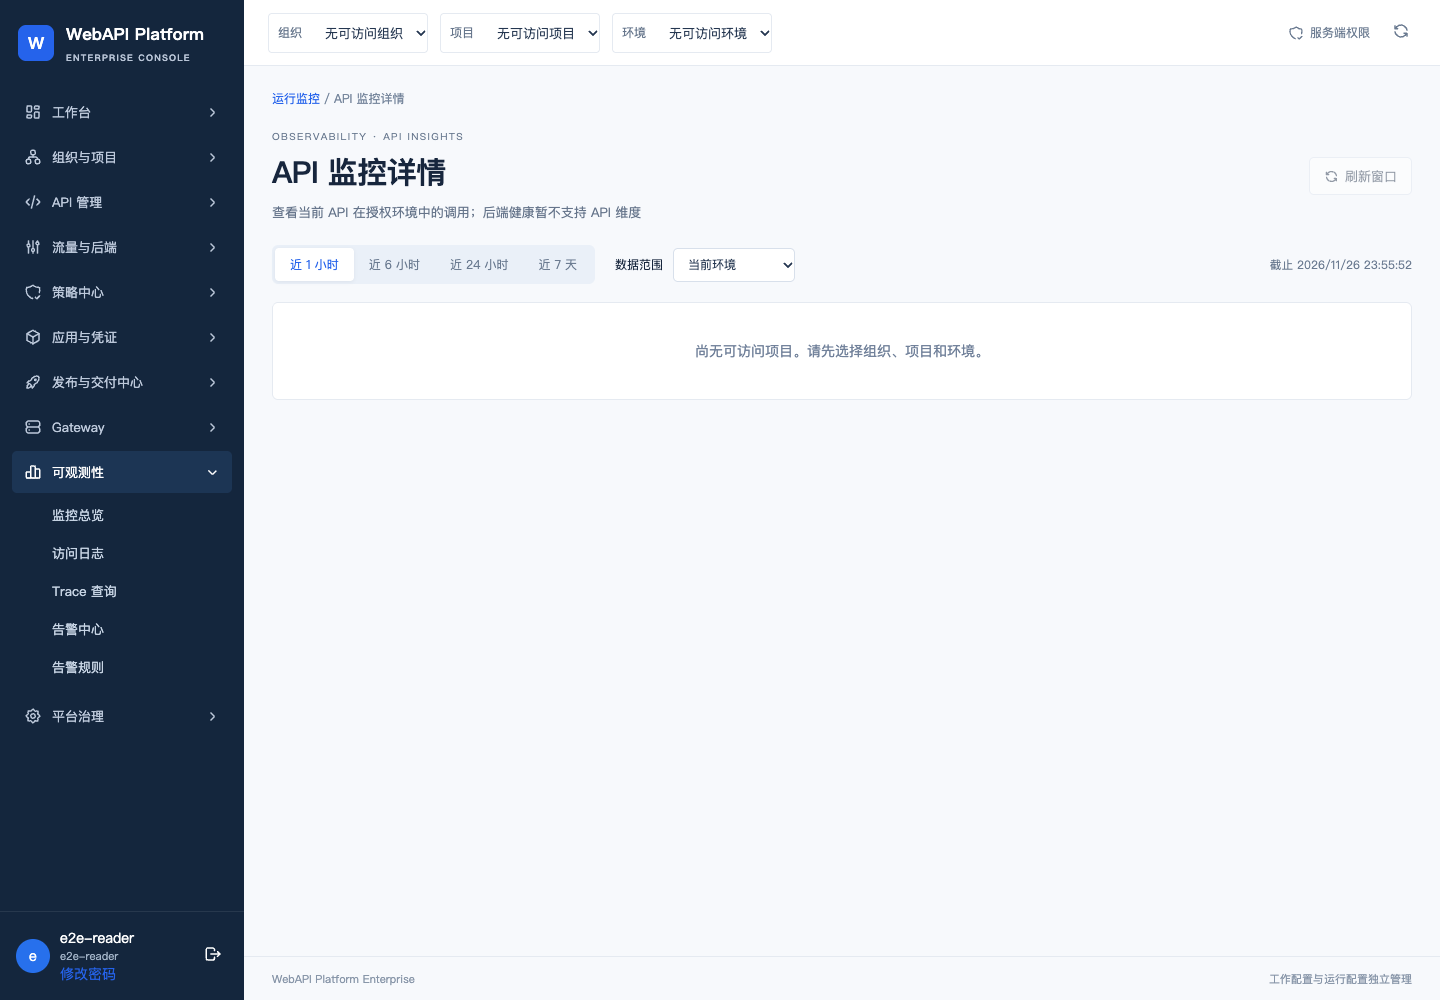 W
WebAPI Platform
ENTERPRISE CONSOLE
工作台
组织与项目
API 管理
流量与后端
策略中心
应用与凭证
发布与交付中心
Gateway
可观测性
监控总览
访问日志
Trace 查询
告警中心
告警规则
平台治理
e
e2e-reader
e2e-reader
修改密码
组织 无可访问组织
项目 无可访问项目
环境 无可访问环境
服务端权限
运行监控 / API 监控详情
OBSERVABILITY · API INSIGHTS
API 监控详情
刷新窗口
查看当前 API 在授权环境中的调用；后端健康暂不支持 API 维度
近 1 小时 近 6 小时 近 24 小时 近 7 天 数据范围 当前环境 截止 2026/11/26 23:55:52
尚无可访问项目。请先选择组织、项目和环境。
WebAPI Platform Enterprise
工作配置与运行配置独立管理